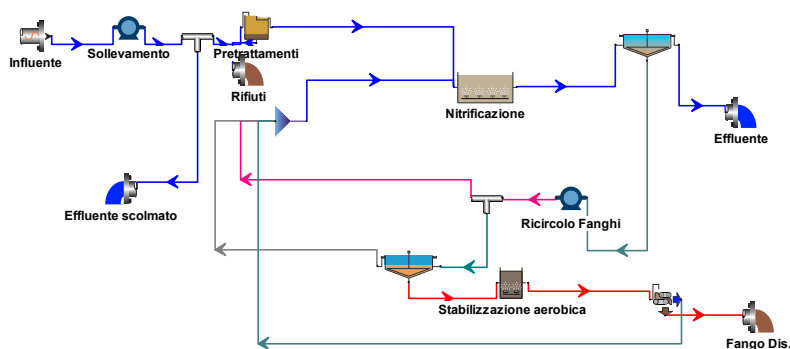 Influente
Sollevamento
Pretrattamenti
Rifiuti
Nitrificazione
Effluente
Effluente scolmato
Ricircolo Fanghi
Stabilizzazione aerobica
Fango Dis.